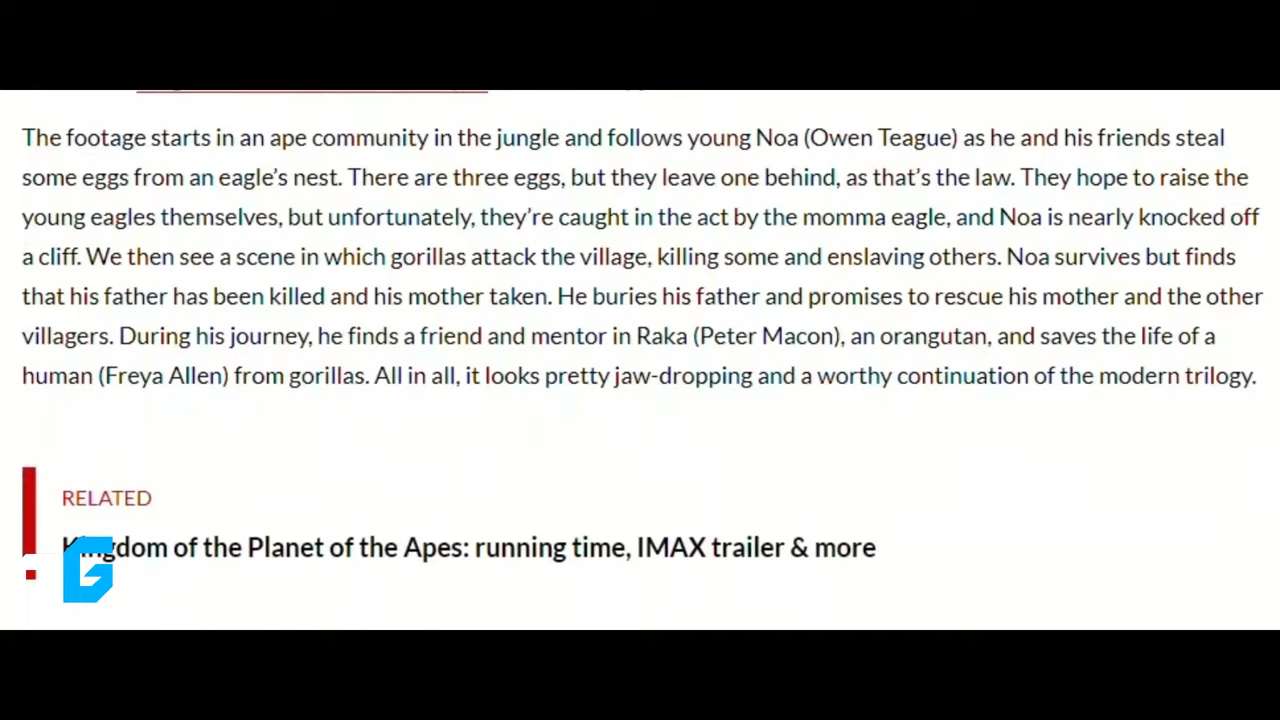 The footage starts in an ape community in the jungle and follows young Noa (Owen Teague) as he and his friends steal
some eggs from an eagle's nest. There are three eggs, but they leave one behind, as that's the law. They hope to raise the
young eagles themselves, but unfortunately, they're caught in the act by the momma eagle, and Noa is nearly knocked off
a cliff. We then see a scene in which gorillas attack the village, killing some and enslaving others. Noa survives but finds
that his father has been killed and his mother taken. He buries his father and promises to rescue his mother and the other
villagers. During his journey, he finds a friend and mentor in Raka (Peter Macon), an orangutan, and saves the life of a
human (Freya Allen) from gorillas. All in all, it looks pretty jaw-dropping and a worthy continuation of the modern trilogy.
RELATED
Kingdom of the Planet of the Apes: running time, IMAX trailer & more